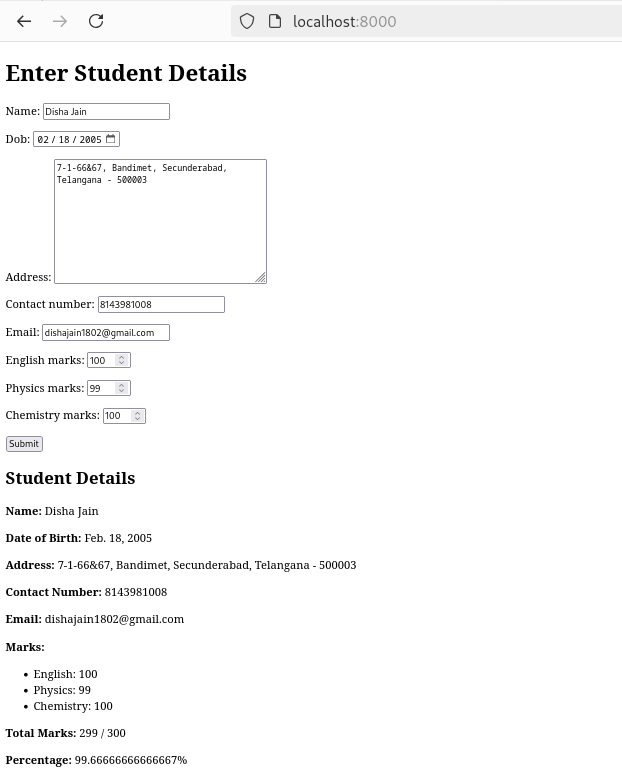 localhost:8000
Enter Student Details
Name: Disha Jain
Dob: 02 / 18 / 2005
7-1-66&67, Bandimet, Secunderabad,
Telangana - 500003
Address:
Contact number: 8143981008
Email: dishajain1802@gmail.com
English marks: 100
Physics marks: 99
Chemistry marks: 100
Submit
Student Details
Name: Disha Jain
Date of Birth: Feb. 18, 2005
Address: 7-1-66&67, Bandimet, Secunderabad, Telangana - 500003
Contact Number: 8143981008
Email: dishajain1802@gmail.com
Marks:
• English: 100
• Physics: 99
• Chemistry: 100
Total Marks: 299 / 300
Percentage: 99.66666666666667%